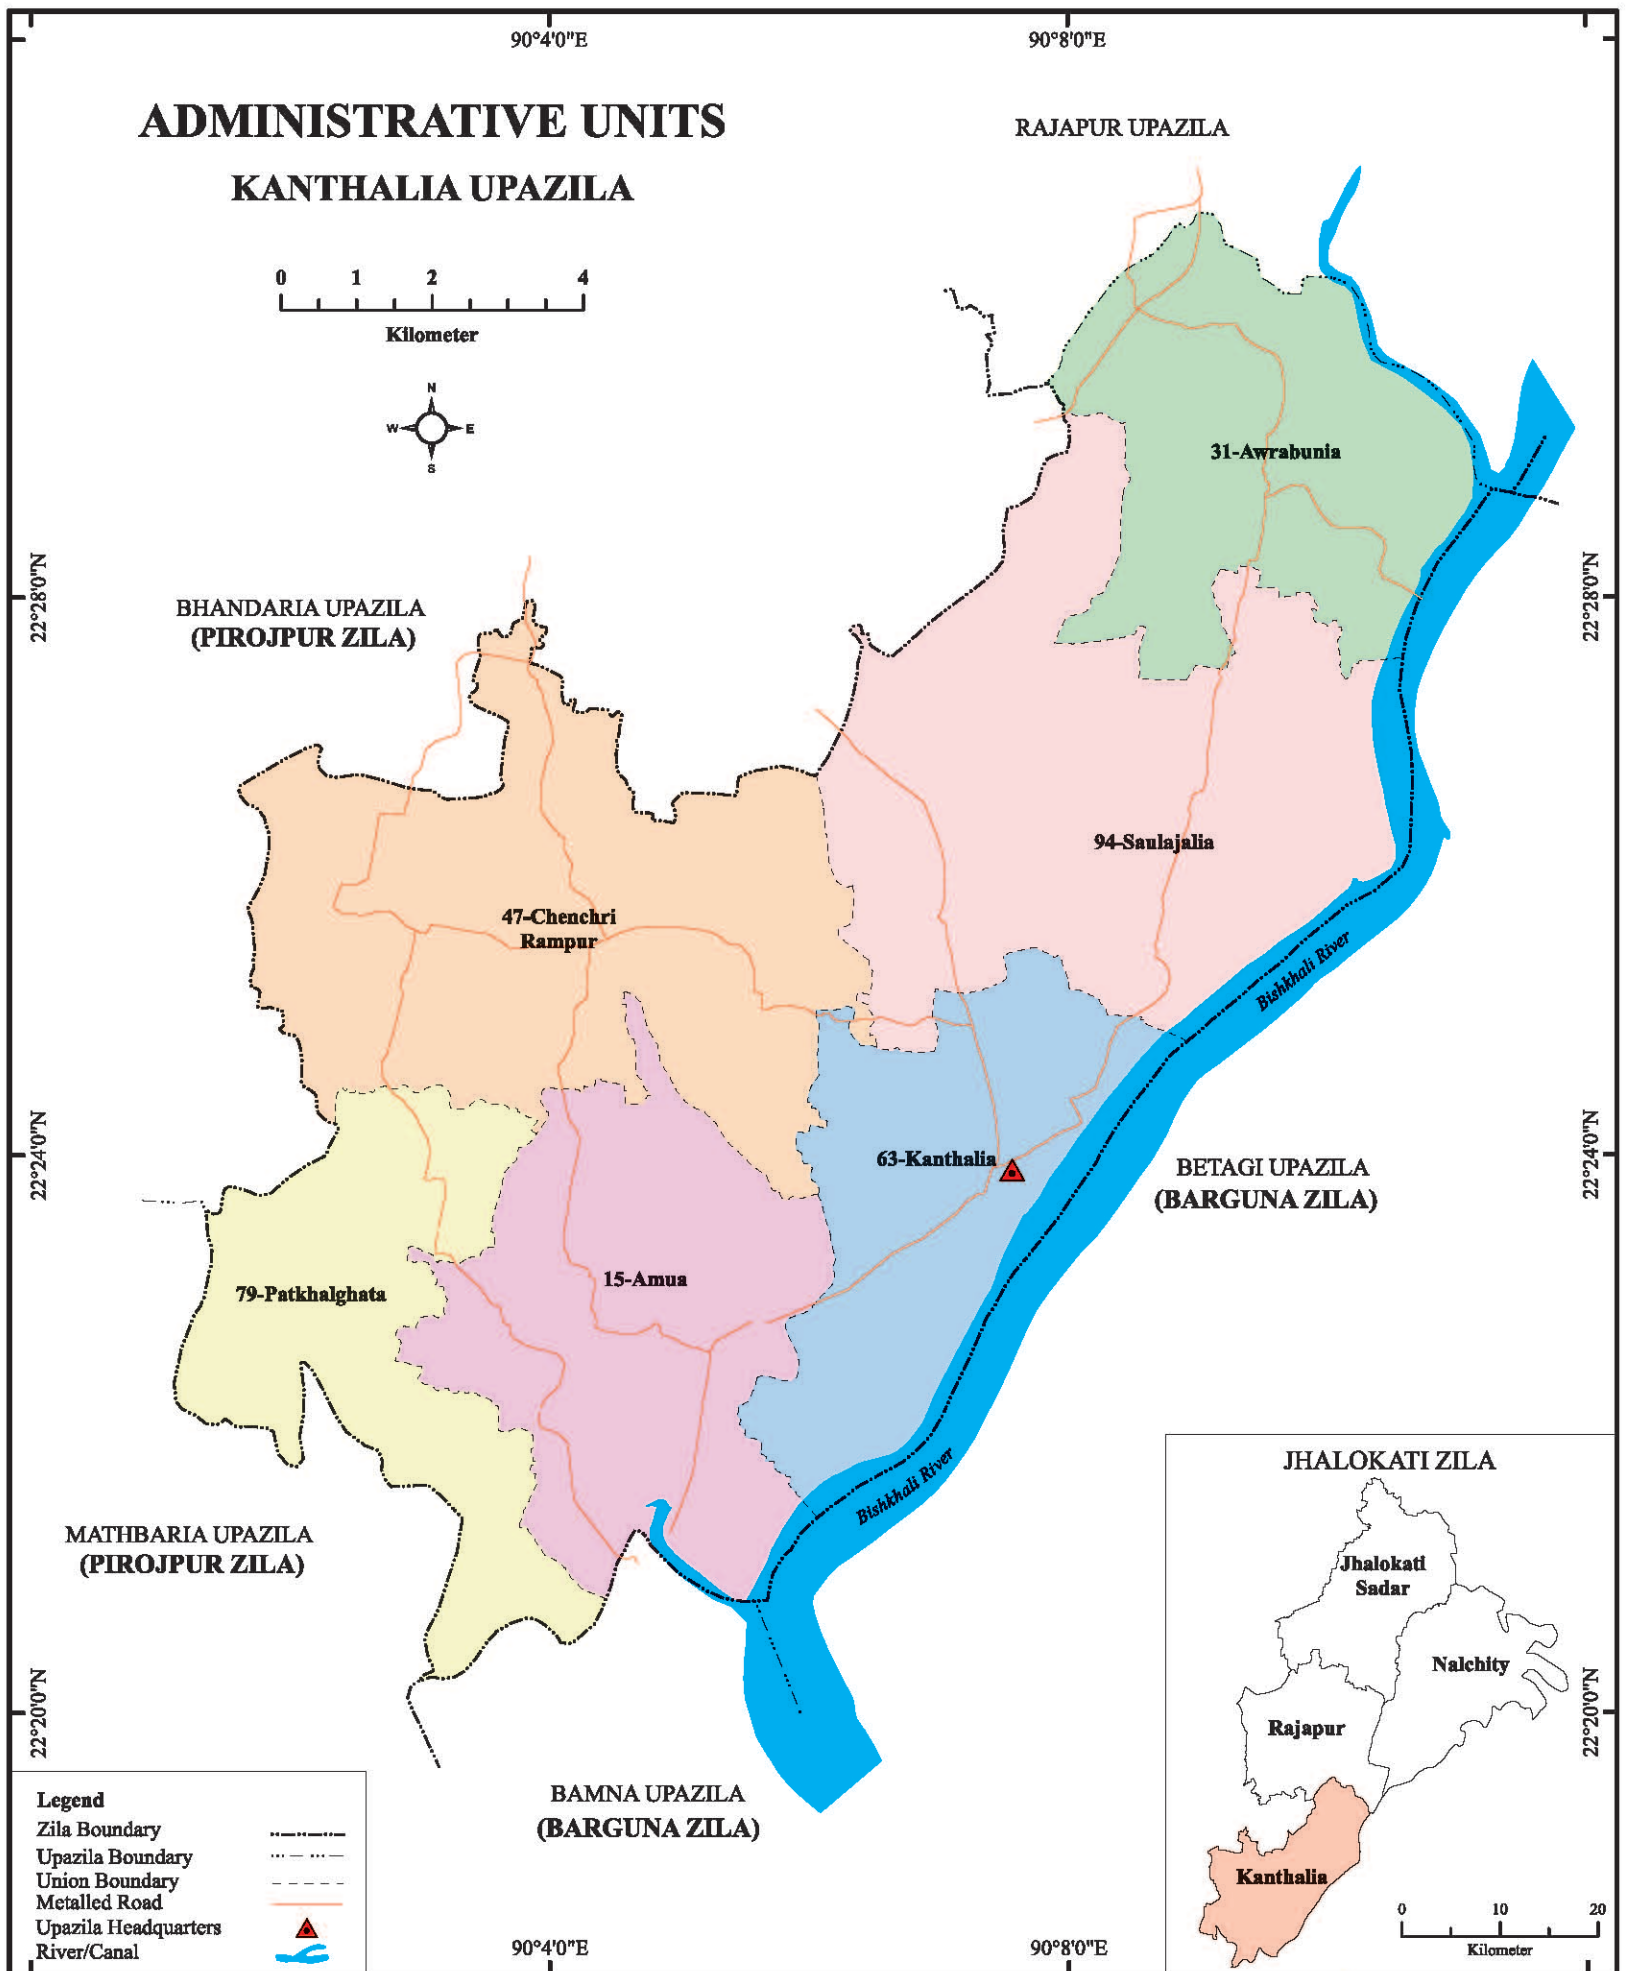 90°4'0"E
90°8'0"E
ADMINISTRATIVE UNITS
KANTHALIA UPAZILA
RAJAPUR UPAZILA
0 1 2 4
Kilometer
N
W E
S
31-Awrabunia
22°28'0"N
22°28'0"N
BHANDARIA UPAZILA
(PIROJPUR ZILA)
94-Saulajalia
47-Chenchri
Rampur
Bishkhali River
22°24'0"N
22°24'0"N
63-Kanthalia
BETAGI UPAZILA
(BARGUNA ZILA)
15-Amua
79-Patkhalghata
Bishkhali River
MATHBARIA UPAZILA
(PIROJPUR ZILA)
JHALOKATI ZILA
Jhalokati
Sadar
Nalchity
Rajapur
Kanthalia
0 10 20
Kilometer
22°20'0"N
22°20'0"N
BAMNA UPAZILA
(BARGUNA ZILA)
Legend
Zila Boundary
Upazila Boundary
Union Boundary
Metalled Road
Upazila Headquarters
River/Canal
90°4'0"E
90°8'0"E